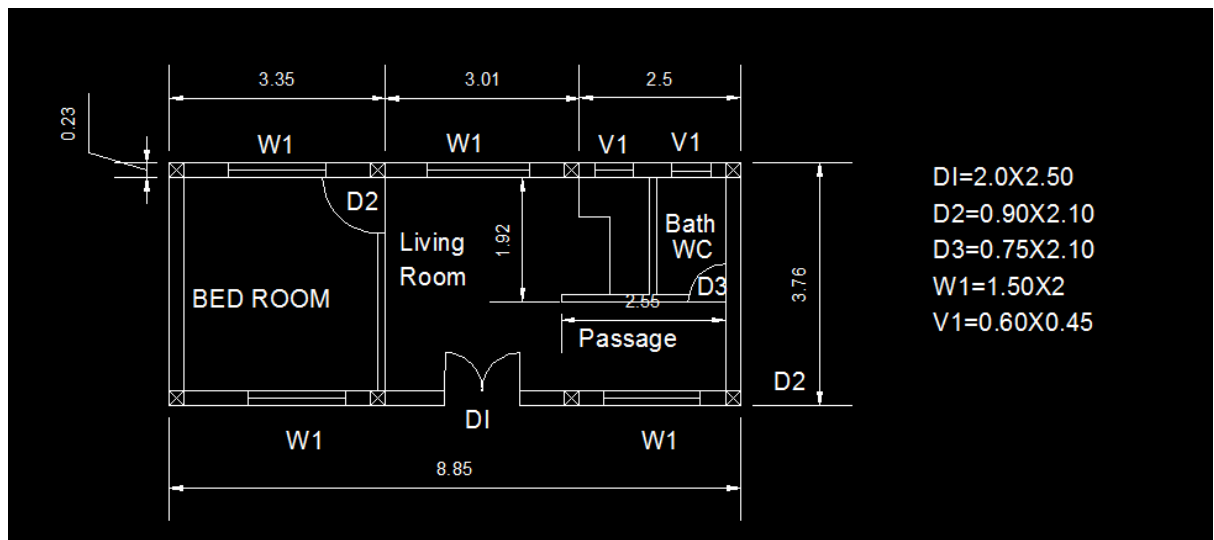 3.35
3.01
2.5
0.23
W1
W1
V1
V1
D2
Bath
WC
Living
Room
1.92
BED ROOM
D3
2.55
Passage
3.76
D2
DI
W1
W1
8.85
DI=2.0X2.50
D2=0.90X2.10
D3=0.75X2.10
W1=1.50X2
V1=0.60X0.45